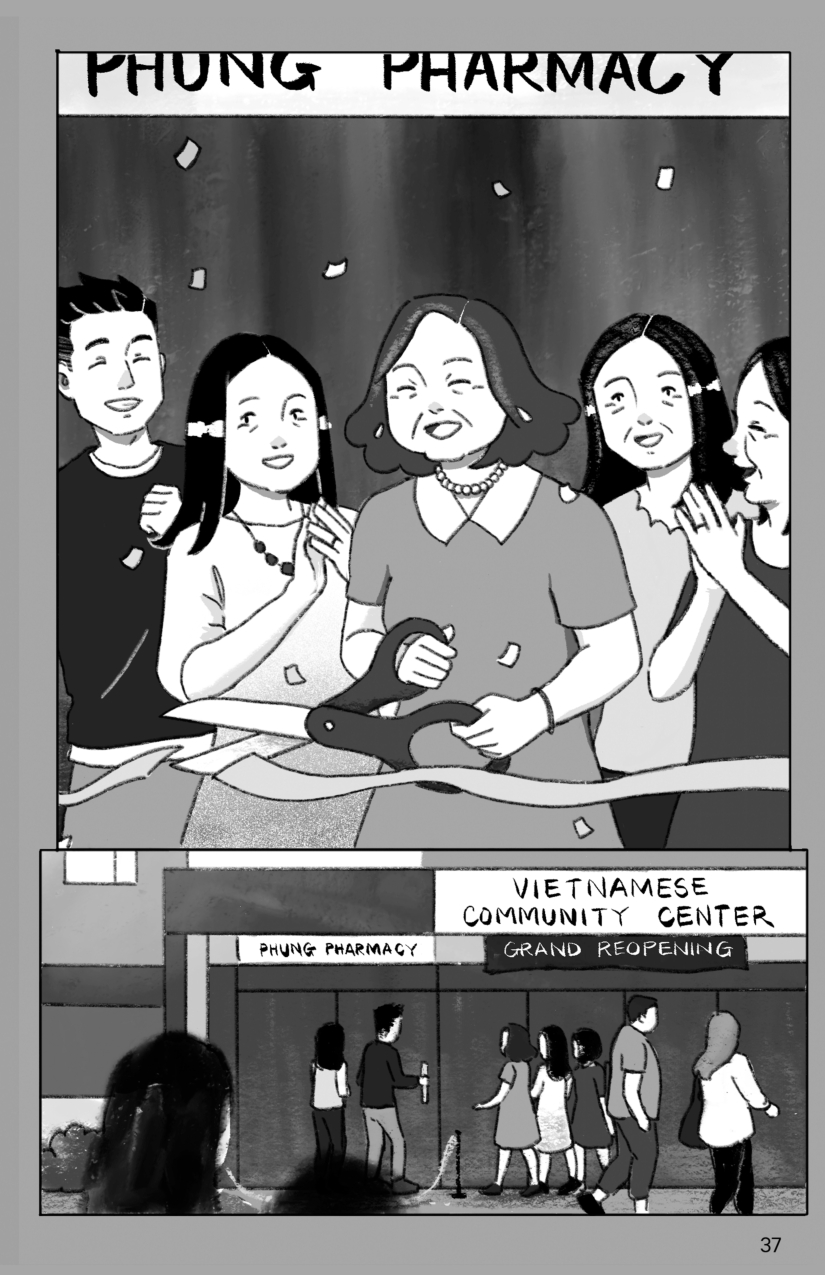 PHUNG PHARMACY
VIETNAMESE
COMMUNITY CENTER
PHUNG PHARMACY
GRAND REOPENING
37